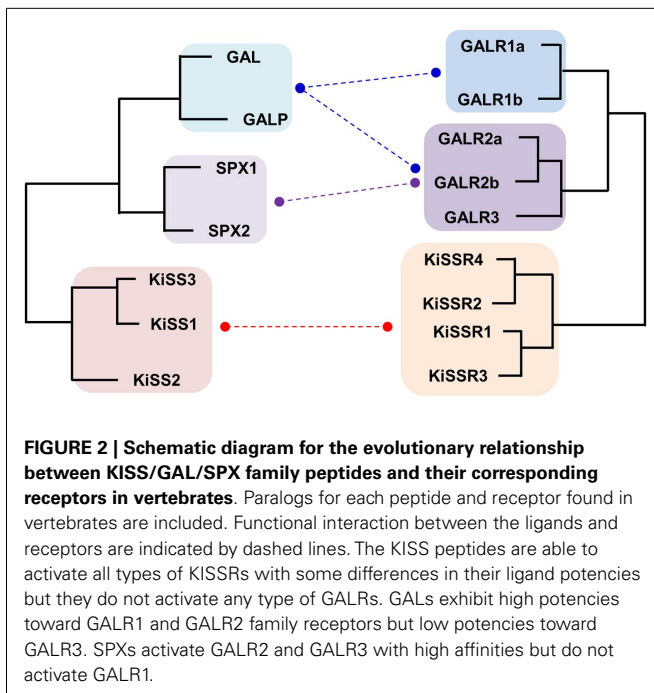 GAL
GALP
SPX1
SPX2
KiSS3
KiSS1
KiSS2
GALR1a
GALR1b
GALR2a
GALR2b
GALR3
KiSSR4
KiSSR2
KiSSR1
KiSSR3
FIGURE 2 | Schematic diagram for the evolutionary relationship
between KISS/GAL/SPX family peptides and their corresponding
receptors in vertebrates. Paralogs for each peptide and receptor found in
vertebrates are included. Functional interaction between the ligands and
receptors are indicated by dashed lines. The KISS peptides are able to
activate all types of KISSRs with some differences in their ligand potencies
but they do not activate any type of GALRs. GALs exhibit high potencies
toward GALR1 and GALR2 family receptors but low potencies toward
GALR3. SPXs activate GALR2 and GALR3 with high affinities but do not
activate GALR1.